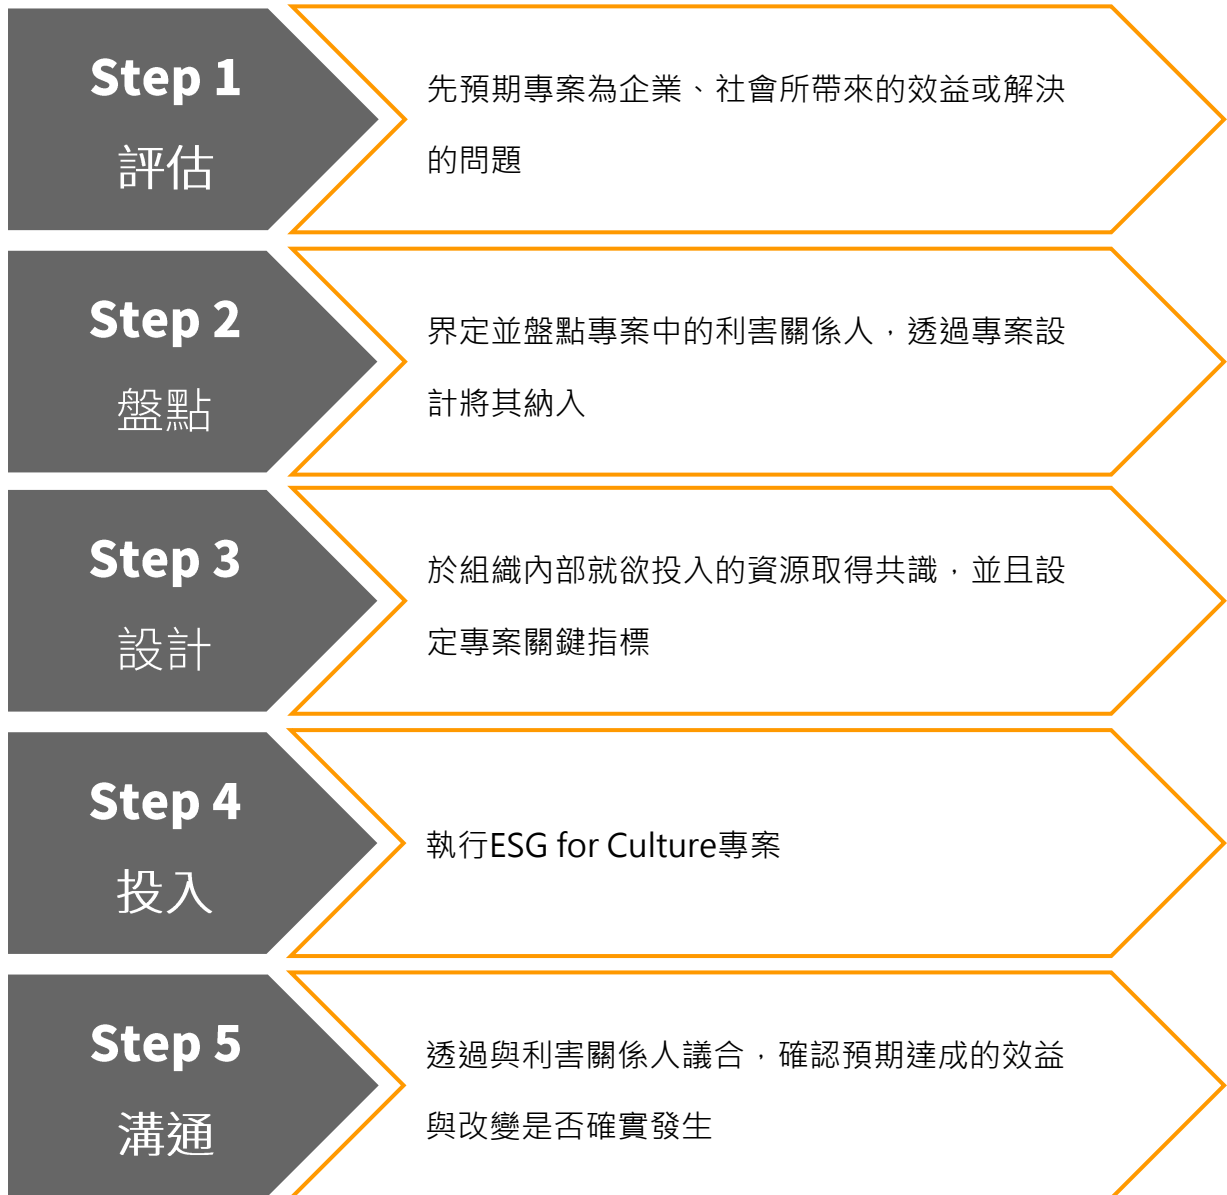 Step 1
評估
先預期專案為企業、社會所帶來的效益或解決
的問題
Step 2
盤點
界定並盤點專案中的利害關係人，透過專案設
計將其納入
Step 3
設計
於組織內部就欲投入的資源取得共識，並且設
定專案關鍵指標
Step 4
投入
執行ESG for Culture專案
Step 5
溝通
透過與利害關係人議合，確認預期達成的效益
與改變是否確實發生